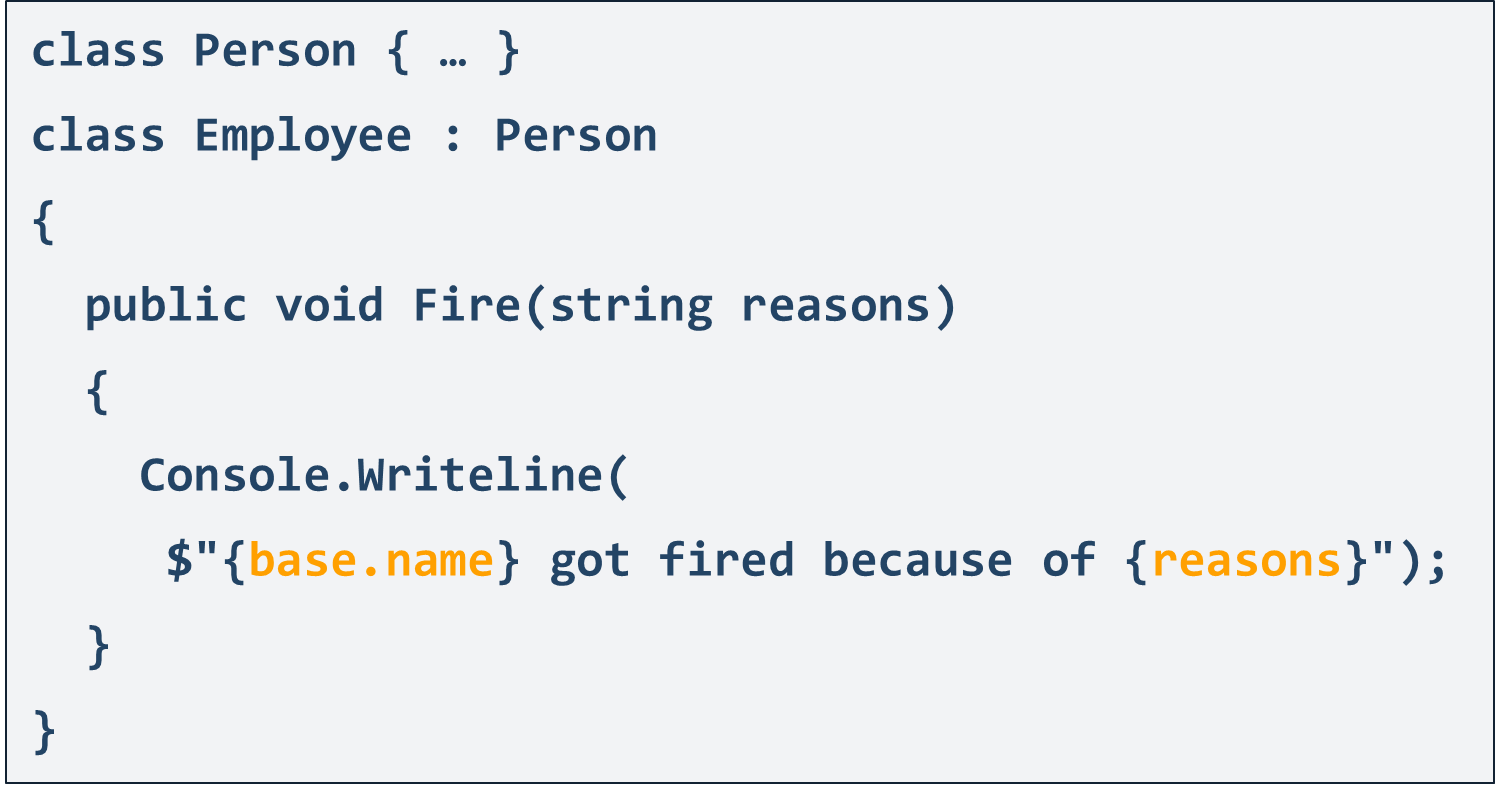 class Person { … }
class Employee : Person
{
  public void Fire(string reasons)
  {
    Console.Writeline(
     $"{base.name} got fired because of {reasons}");
  }
}